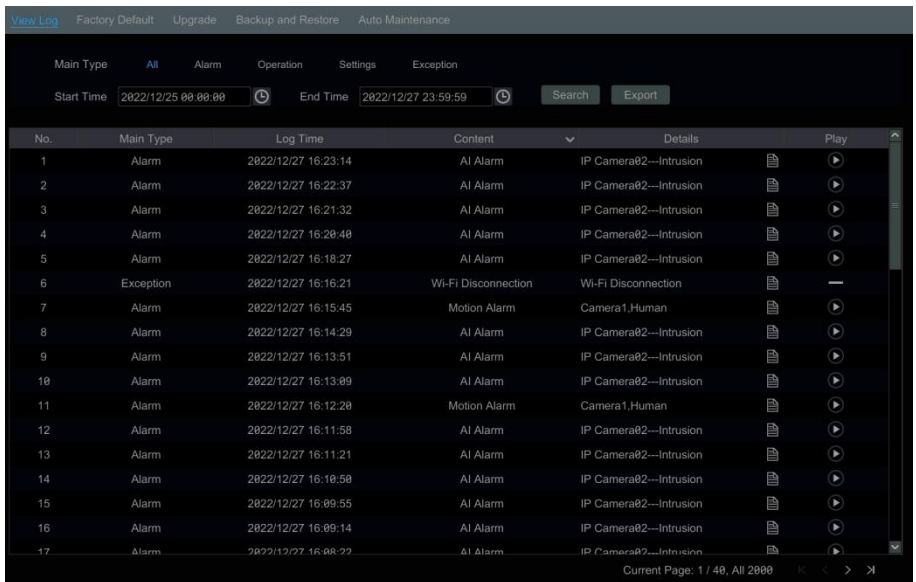 View Log Factory Default Upgrade Backup and Restore Auto Maintenance
Main Type All Alarm Operation Settings Exception
Start Time 2022/12/25 00:00:00 End Time 2022/12/27 23:59:59 Search Export
No. Main Type Log Time Content Details Play
1 Alarm 2022/12/27 16:23:14 AI Alarm IP Camera02---Intrusion
2 Alarm 2022/12/27 16:22:37 AI Alarm IP Camera02---Intrusion
3 Alarm 2022/12/27 16:21:32 AI Alarm IP Camera02---Intrusion
4 Alarm 2022/12/27 16:20:40 AI Alarm IP Camera02---Intrusion
5 Alarm 2022/12/27 16:18:27 AI Alarm IP Camera02---Intrusion
6 Exception 2022/12/27 16:16:21 Wi-Fi Disconnection Wi-Fi Disconnection
7 Alarm 2022/12/27 16:15:45 Motion Alarm Camera1,Human
8 Alarm 2022/12/27 16:14:29 AI Alarm IP Camera02---Intrusion
9 Alarm 2022/12/27 16:13:51 AI Alarm IP Camera02---Intrusion
10 Alarm 2022/12/27 16:13:09 AI Alarm IP Camera02---Intrusion
11 Alarm 2022/12/27 16:12:20 Motion Alarm Camera1,Human
12 Alarm 2022/12/27 16:11:58 AI Alarm IP Camera02---Intrusion
13 Alarm 2022/12/27 16:11:21 AI Alarm IP Camera02---Intrusion
14 Alarm 2022/12/27 16:10:50 AI Alarm IP Camera02---Intrusion
15 Alarm 2022/12/27 16:09:55 AI Alarm IP Camera02---Intrusion
16 Alarm 2022/12/27 16:09:14 AI Alarm IP Camera02---Intrusion
17 Alarm 2022/12/27 16:08:22 AI Alarm IP Camera02---Intrusion
Current Page: 1 / 40, All 2000